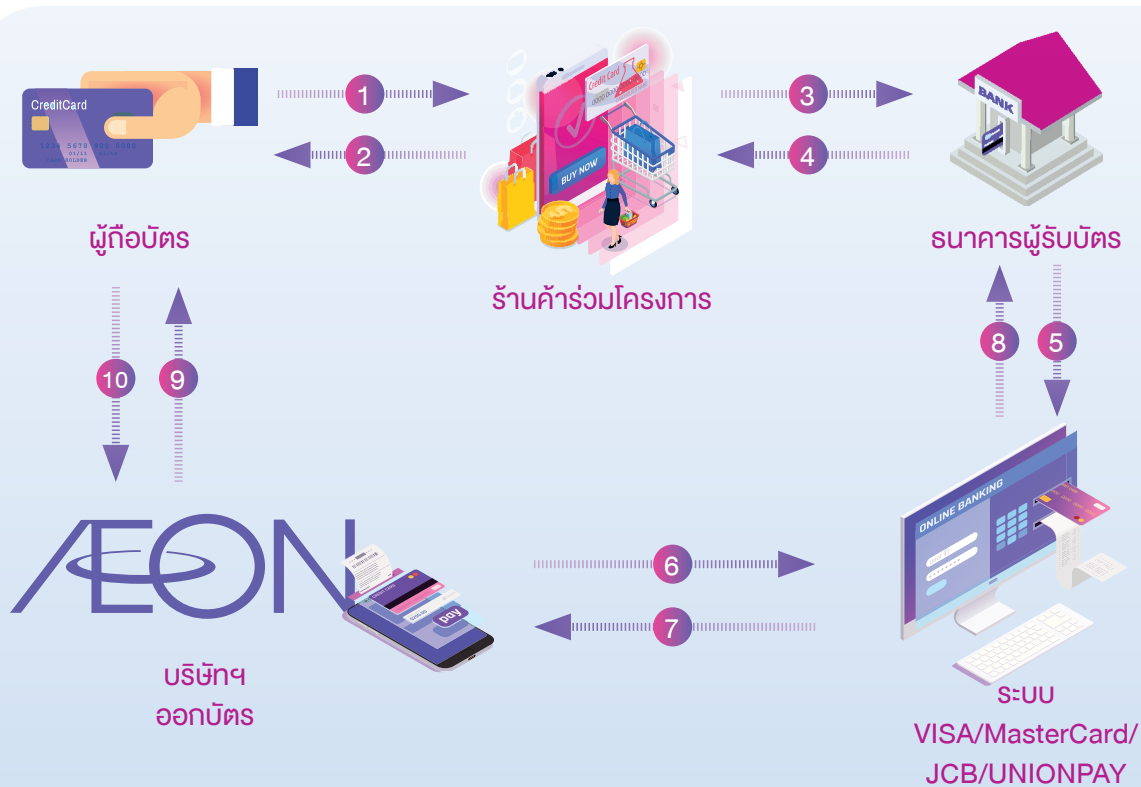 CreditCard
1
2
Credit Card
BUY NOW
3
4
BANK
ผู้ถือบัตร
ร้านค้าร่วมโครงการ
ธนาคารผู้รับบัตร
10
9
8
5
ONLINE BANKING
ÆON
pay
6
7
บริษัทฯ
ออกบัตร
ระบบ
VISA/MasterCard/
JCB/UNIONPAY